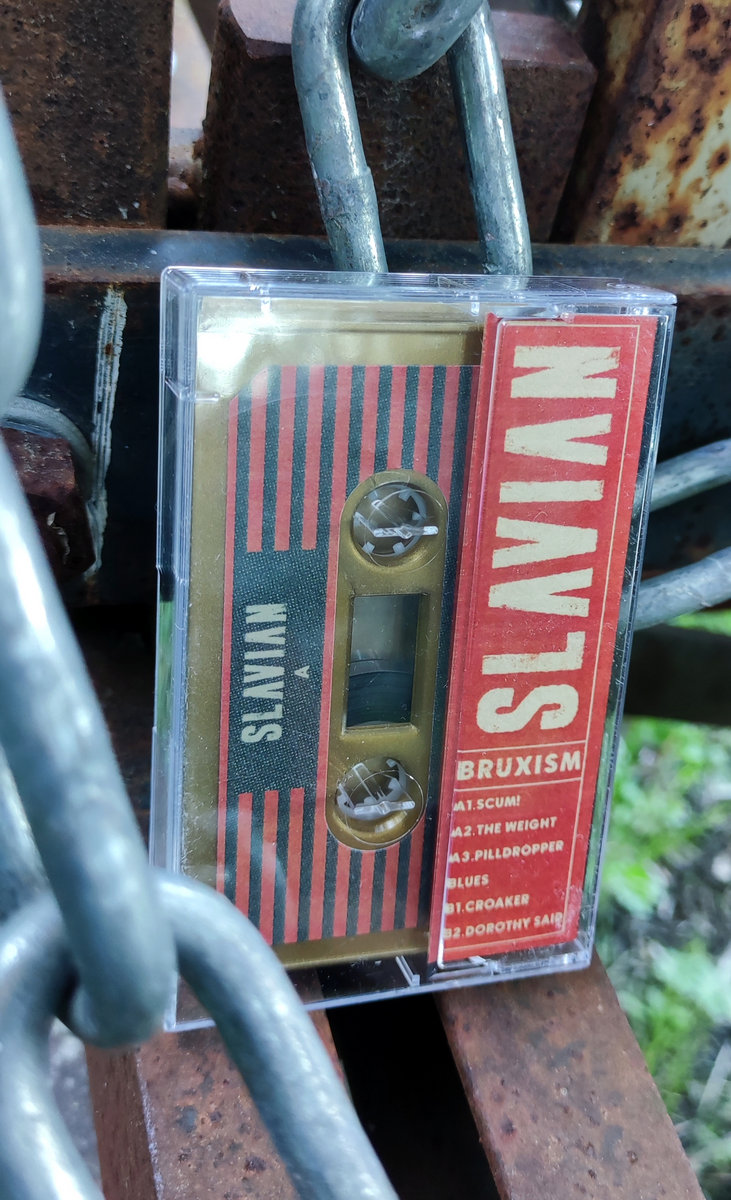 SLAVIAN
A
SLAVIAN
BRUXISM
A1.SCUM!
A2.THE WEIGHT
A3.PILLDROPPER
BLUES
B1.CROAKER
B2.DOROTHY SAID